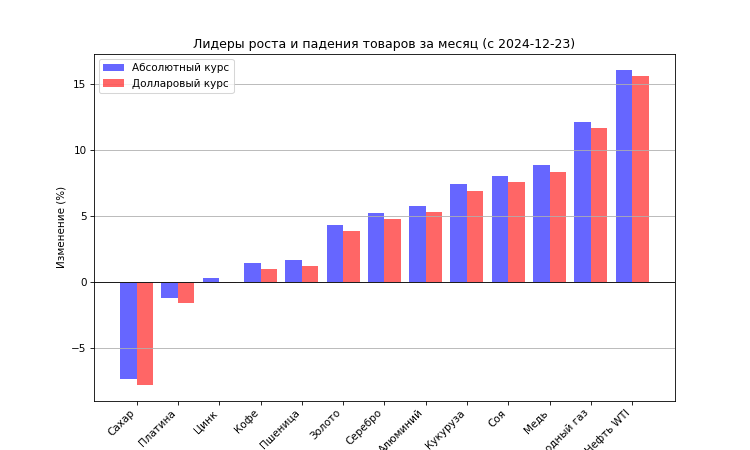 Лидеры роста и падения товаров за месяц (с 2024-12-23)
Абсолютный курс
Долларовый курс
Изменение (%)
15
10
5
0
−5
Сахар
Платина
Цинк
Кофе
Пшеница
Золото
Серебро
Алюминий
Кукуруза
Соя
Медь
одный газ
Нефть WTI